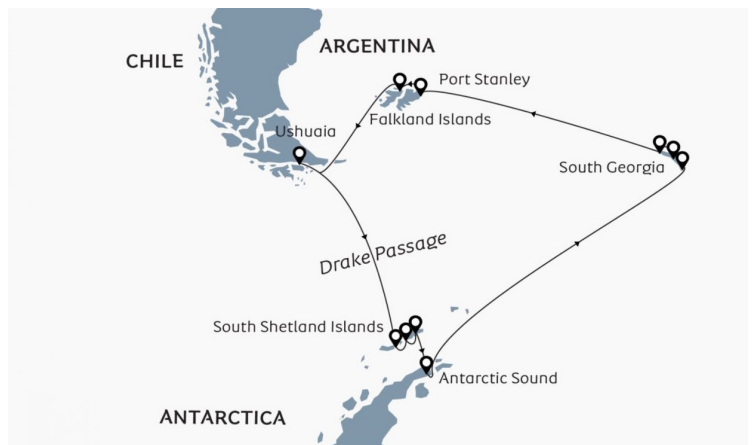 ARGENTINA
CHILE
Port Stanley
Falkland Islands
Ushuaia
South Georgia
Drake Passage
South Shetland Islands
Antarctic Sound
ANTARCTICA